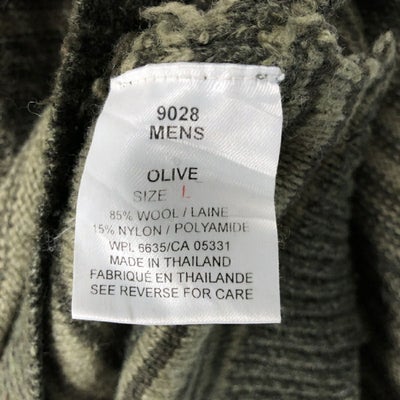 9028
MENS
OLIVE
SIZE L
85% WOOL / LAINE
15% NYLON / POLYAMIDE
WPL 6635/CA 05331
MADE IN THAILAND
FABRIQUÉ EN THAILANDE
SEE REVERSE FOR CARE